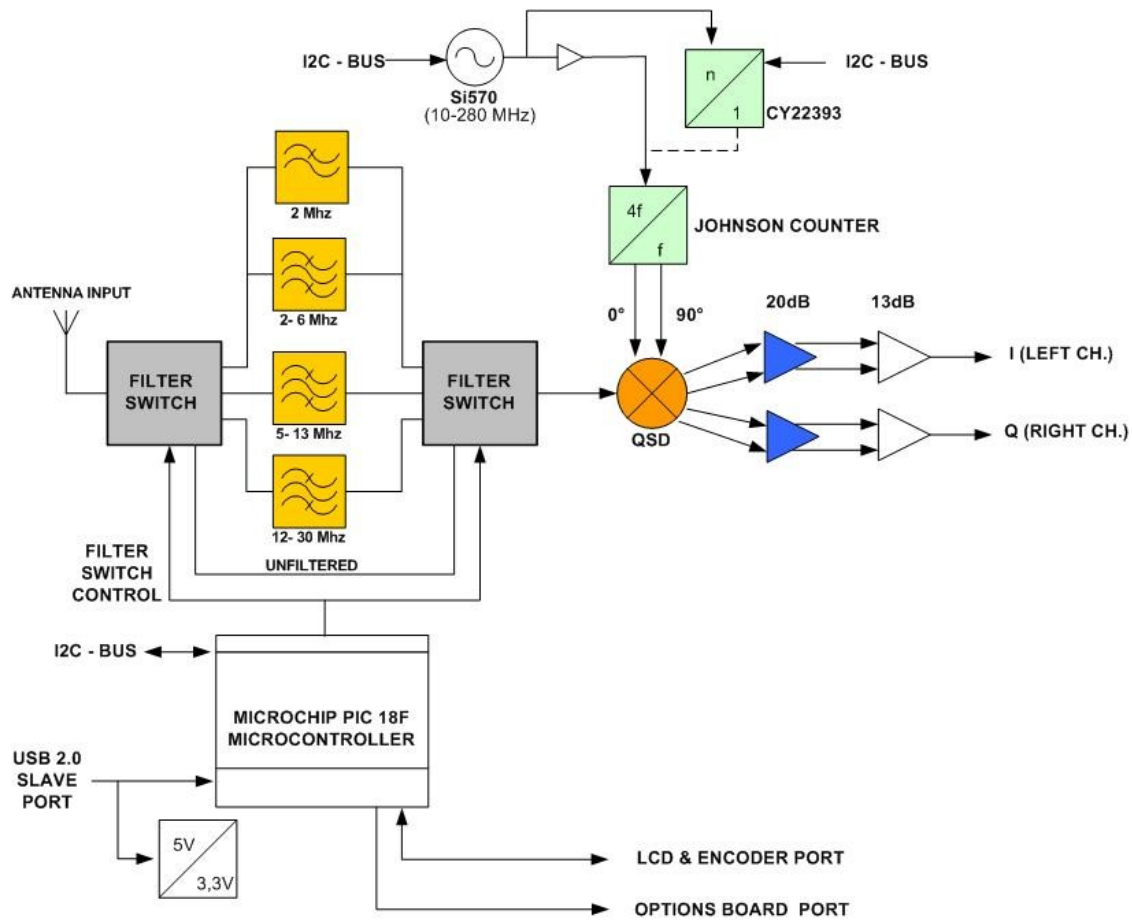 I2C - BUS
Si570
(10-280 MHz)
n
1
I2C - BUS
CY22393
2 Mhz
4f
f
JOHNSON COUNTER
2- 6 Mhz
ANTENNA INPUT
0°
90°
20dB
13dB
FILTER
SWITCH
5- 13 Mhz
FILTER
SWITCH
QSD
I (LEFT CH.)
Q (RIGHT CH.)
12- 30 Mhz
UNFILTERED
FILTER
SWITCH
CONTROL
I2C - BUS
MICROCHIP PIC 18F
MICROCONTROLLER
USB 2.0
SLAVE
PORT
5V
3,3V
LCD & ENCODER PORT
OPTIONS BOARD PORT